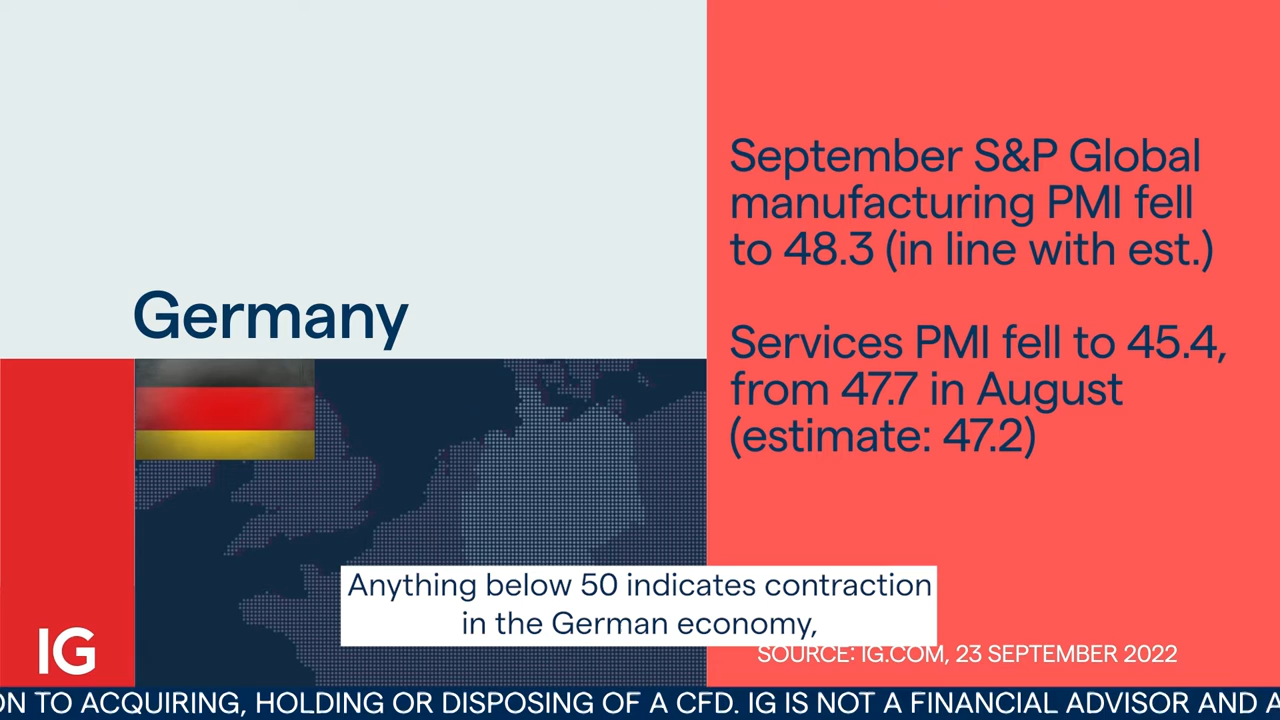 Germany
September S&P Global
manufacturing PMI fell
to 48.3 (in line with est.)
Services PMI fell to 45.4,
from 47.7 in August
(estimate: 47.2)
Anything below 50 indicates contraction
in the German economy,
SOURCE: IG.COM, 23 SEPTEMBER 2022
IG
ON TO ACQUIRING, HOLDING OR DISPOSING OF A CFD. IG IS NOT A FINANCIAL ADVISOR AND A